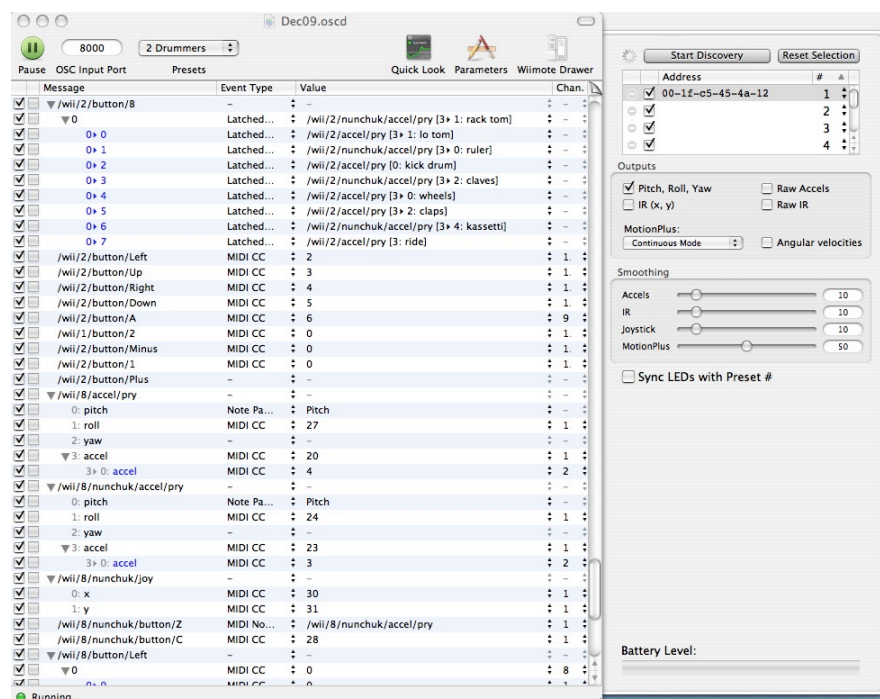 Dec09.oscd
8000 2 Drummers
Pause OSC Input Port Presets Quick Look Parameters Wiimote Drawer
Message Event Type Value Chan.
/wii/2/button/B – – –
0 Latched... /wii/2/nunchuk/accel/pry [3▸ 1: rack tom] –
0▸ 0 Latched... /wii/2/accel/pry [3▸ 1: lo tom] –
0▸ 1 Latched... /wii/2/nunchuk/accel/pry [3▸ 0: ruler] –
0▸ 2 Latched... /wii/2/accel/pry [0: kick drum] –
0▸ 3 Latched... /wii/2/nunchuk/accel/pry [3▸ 2: claves] –
0▸ 4 Latched... /wii/2/accel/pry [3▸ 0: wheels] –
0▸ 5 Latched... /wii/2/accel/pry [3▸ 2: claps] –
0▸ 6 Latched... /wii/2/nunchuk/accel/pry [3▸ 4: kassetti] –
0▸ 7 Latched... /wii/2/accel/pry [3: ride] –
/wii/2/button/Left MIDI CC 2 1.
/wii/2/button/Up MIDI CC 3 1.
/wii/2/button/Right MIDI CC 4 1.
/wii/2/button/Down MIDI CC 5 1.
/wii/2/button/A MIDI CC 6 9
/wii/1/button/2 MIDI CC 0 1.
/wii/2/button/Minus MIDI CC 0 1.
/wii/2/button/1 MIDI CC 0 1.
/wii/2/button/Plus – – –
/wii/8/accel/pry – – –
0: pitch Note Pa... Pitch –
1: roll MIDI CC 27 1
2: yaw – – –
3: accel MIDI CC 20 1
3▸ 0: accel MIDI CC 4 2
/wii/8/nunchuk/accel/pry – – –
0: pitch Note Pa... Pitch –
1: roll MIDI CC 24 1
2: yaw – – –
3: accel MIDI CC 23 1
3▸ 0: accel MIDI CC 3 2
/wii/8/nunchuk/joy – – –
0: x MIDI CC 30 1
1: y MIDI CC 31 1
/wii/8/nunchuk/button/Z MIDI No... /wii/8/nunchuk/accel/pry 1
/wii/8/nunchuk/button/C MIDI CC 28 1
/wii/8/button/Left – – –
0 MIDI CC 0 8
Running
Start Discovery Reset Selection
Address #
00-1f-c5-45-4a-12 1
2
3
4
Outputs
Pitch, Roll, Yaw Raw Accels
IR (x, y) Raw IR
MotionPlus:
Continuous Mode Angular velocities
Smoothing
Accels 10
IR 10
Joystick 10
MotionPlus 50
Sync LEDs with Preset #
Battery Level: